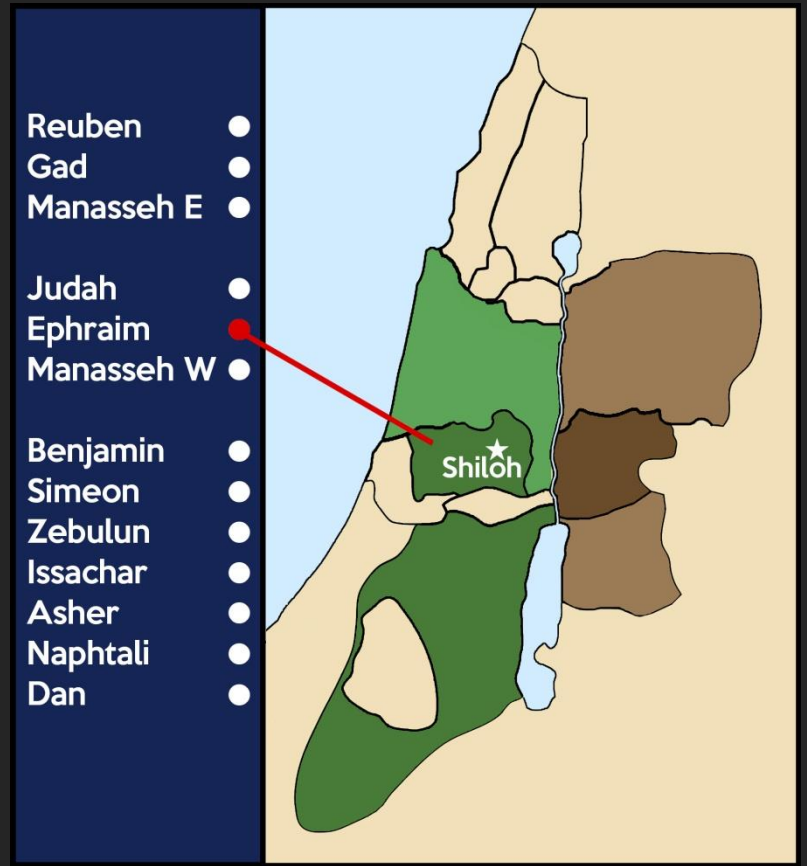 Reuben
Gad
Manasseh E
Judah
Ephraim
Manasseh W
Benjamin
Simeon
Zebulun
Issachar
Asher
Naphtali
Dan
Shiloh